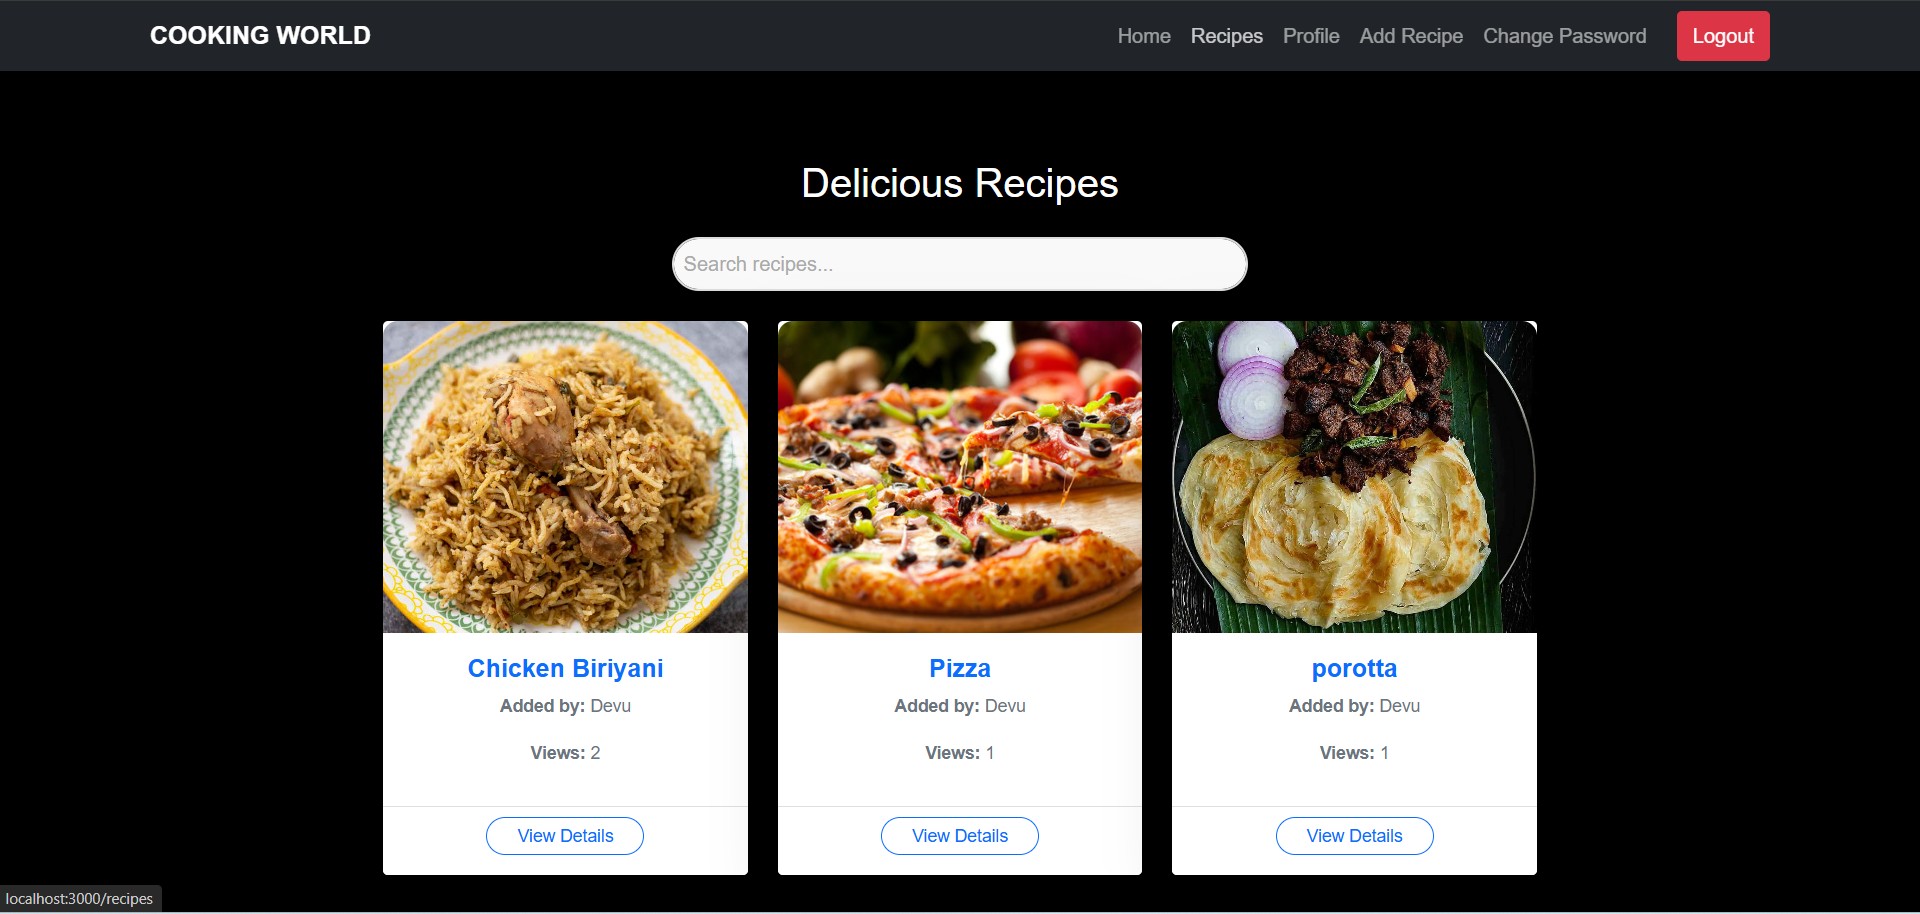 COOKING WORLD
Home Recipes Profile Add Recipe Change Password Logout
Delicious Recipes
Search recipes...
Chicken Biriyani
Added by: Devu
Views: 2
View Details
Pizza
Added by: Devu
Views: 1
View Details
porotta
Added by: Devu
Views: 1
View Details
localhost:3000/recipes